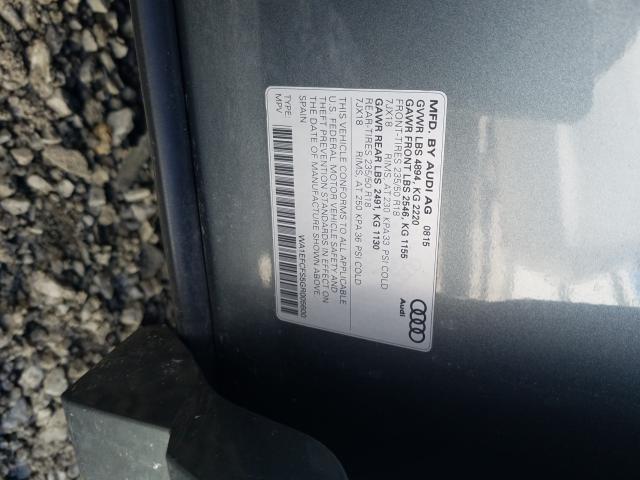 MFD. BY AUDI AG 0815
GVWR LBS 4894, KG 2220
GAWR FRONT LBS 2546, KG 1155
FRONT-TIRES 235/50 R18
7JX18 RIMS, AT 230 KPA 33 PSI COLD
GAWR REAR LBS 2491, KG 1130
REAR-TIRES 235/50 R18
7JX18 RIMS, AT 250 KPA 36 PSI COLD
Audi
THIS VEHICLE CONFORMS TO ALL APPLICABLE
U.S. FEDERAL MOTOR VEHICLE SAFETY AND
THEFT PREVENTION STANDARDS IN EFFECT ON
THE DATE OF MANUFACTURE SHOWN ABOVE.
SPAIN WA1EFCFS5GR005600
TYPE:
MPV